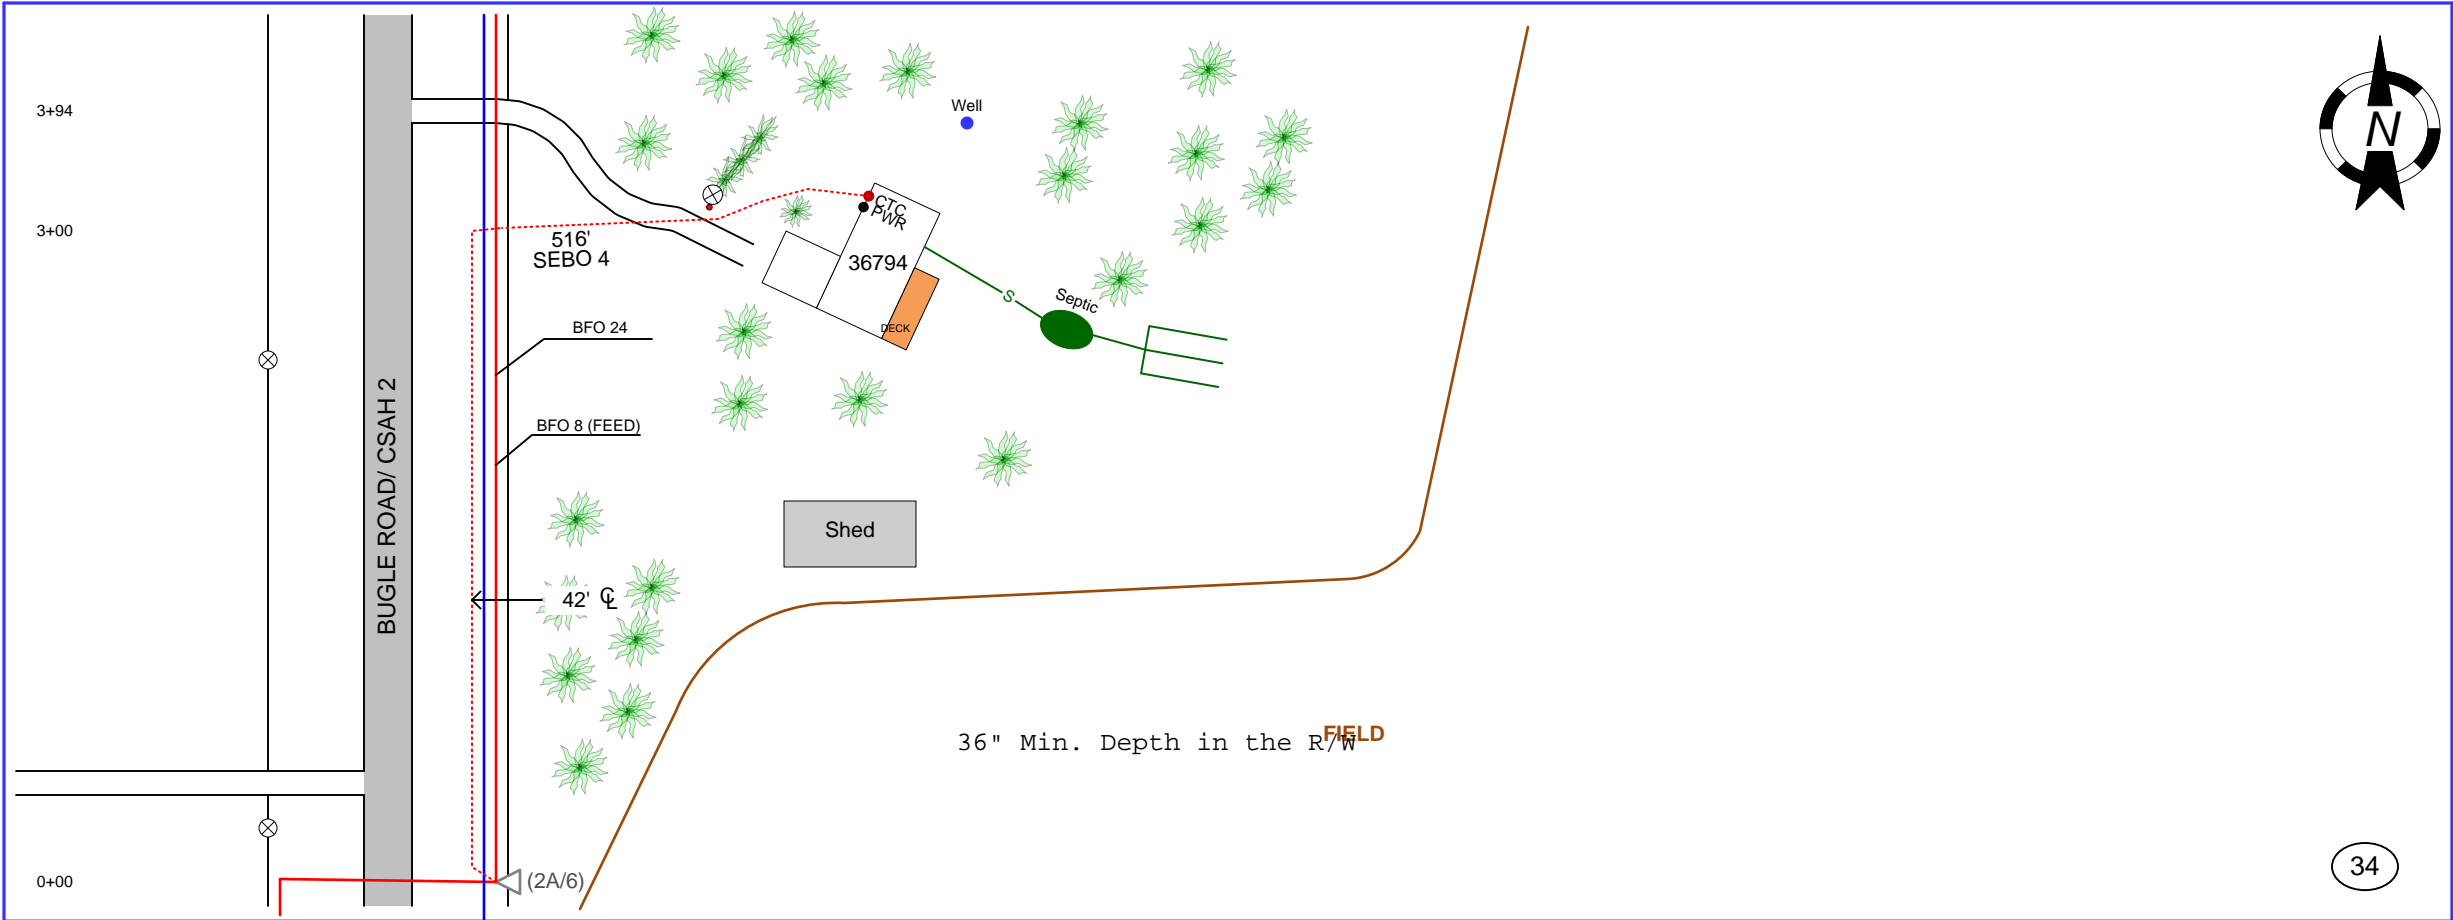 3+94
Well
N
CTC
PWR
3+00
516'
SEBO 4
36794
S
Septic
BFO 24
DECK
BUGLE ROAD/ CSAH 2
BFO 8 (FEED)
Shed
42' ℄
FIELD
36" Min. Depth in the R/W
34
0+00
(2A/6)